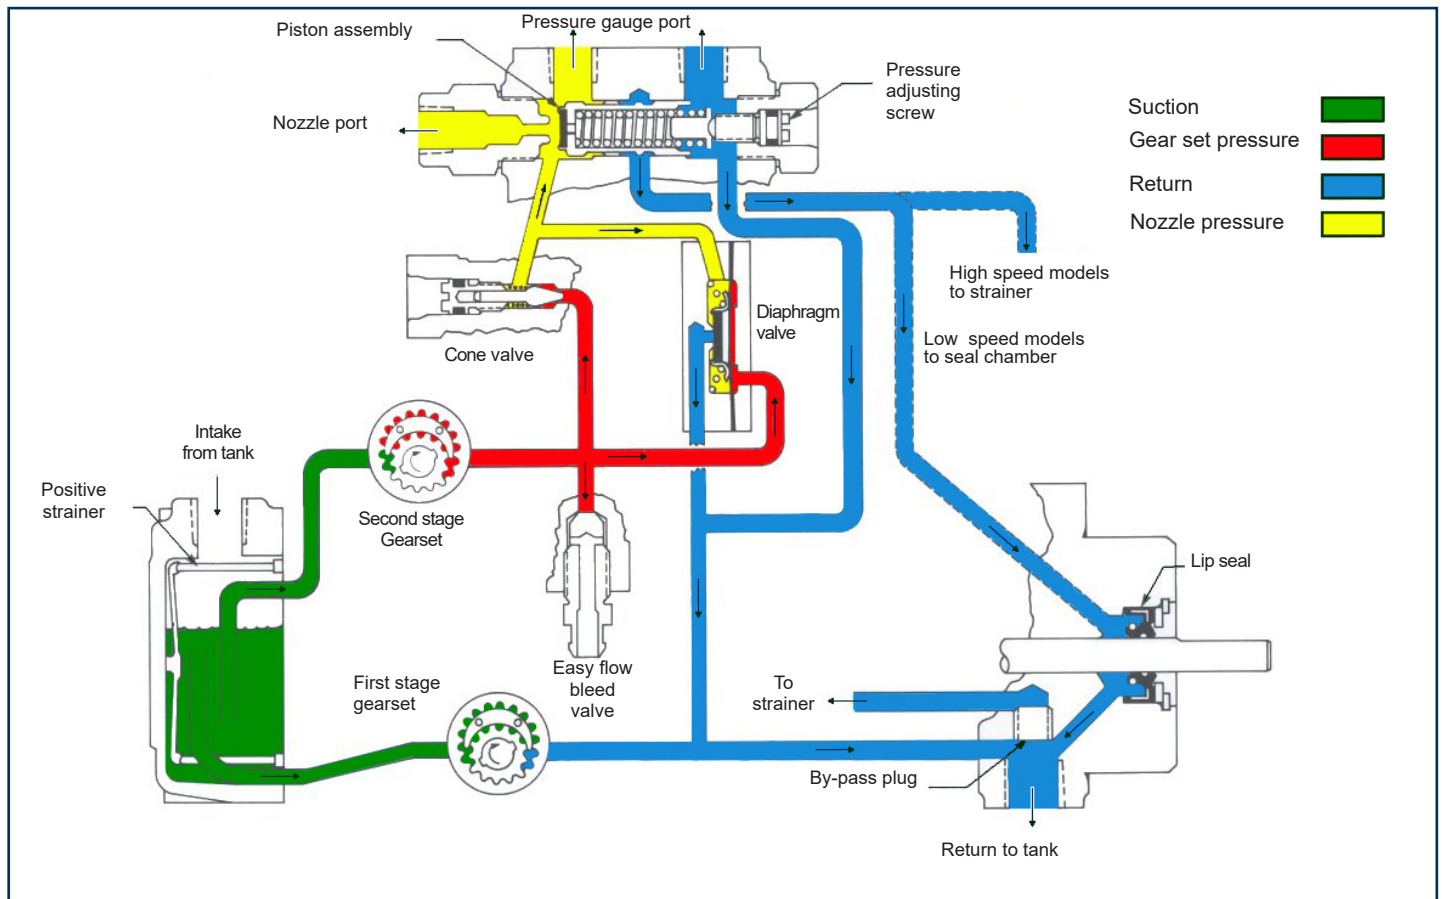 Piston assembly
Pressure gauge port
Pressure
adjusting
screw
Nozzle port
Suction
Gear set pressure
Return
Nozzle pressure
High speed models
to strainer
Diaphragm
valve
Low speed models
to seal chamber
Cone valve
Intake
from tank
Positive
strainer
Second stage
Gearset
Lip seal
Easy flow
bleed
valve
First stage
gearset
To
strainer
By-pass plug
Return to tank